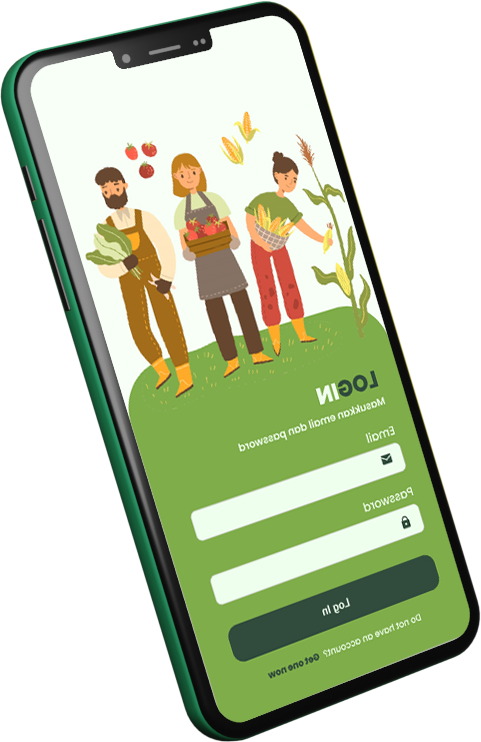 LOGIN
Masukkan email dan password
Email
Password
Log In
Do not have an account? Get one now